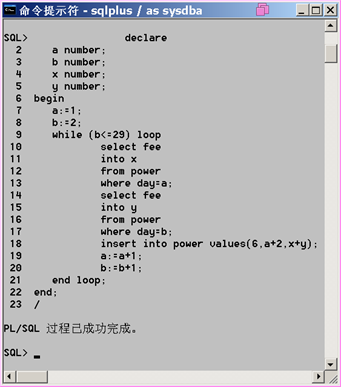 命令提示符 - sqlplus / as sysdba
SQL> declare
2 a number;
3 b number;
4 x number;
5 y number;
6 begin
7 a:=1;
8 b:=2;
9 while (b<=29) loop
10 select fee
11 into x
12 from power
13 where day=a;
14 select fee
15 into y
16 from power
17 where day=b;
18 insert into power values(6,a+2,x+y);
19 a:=a+1;
20 b:=b+1;
21 end loop;
22 end;
23 /
PL/SQL 过程已成功完成。
SQL>